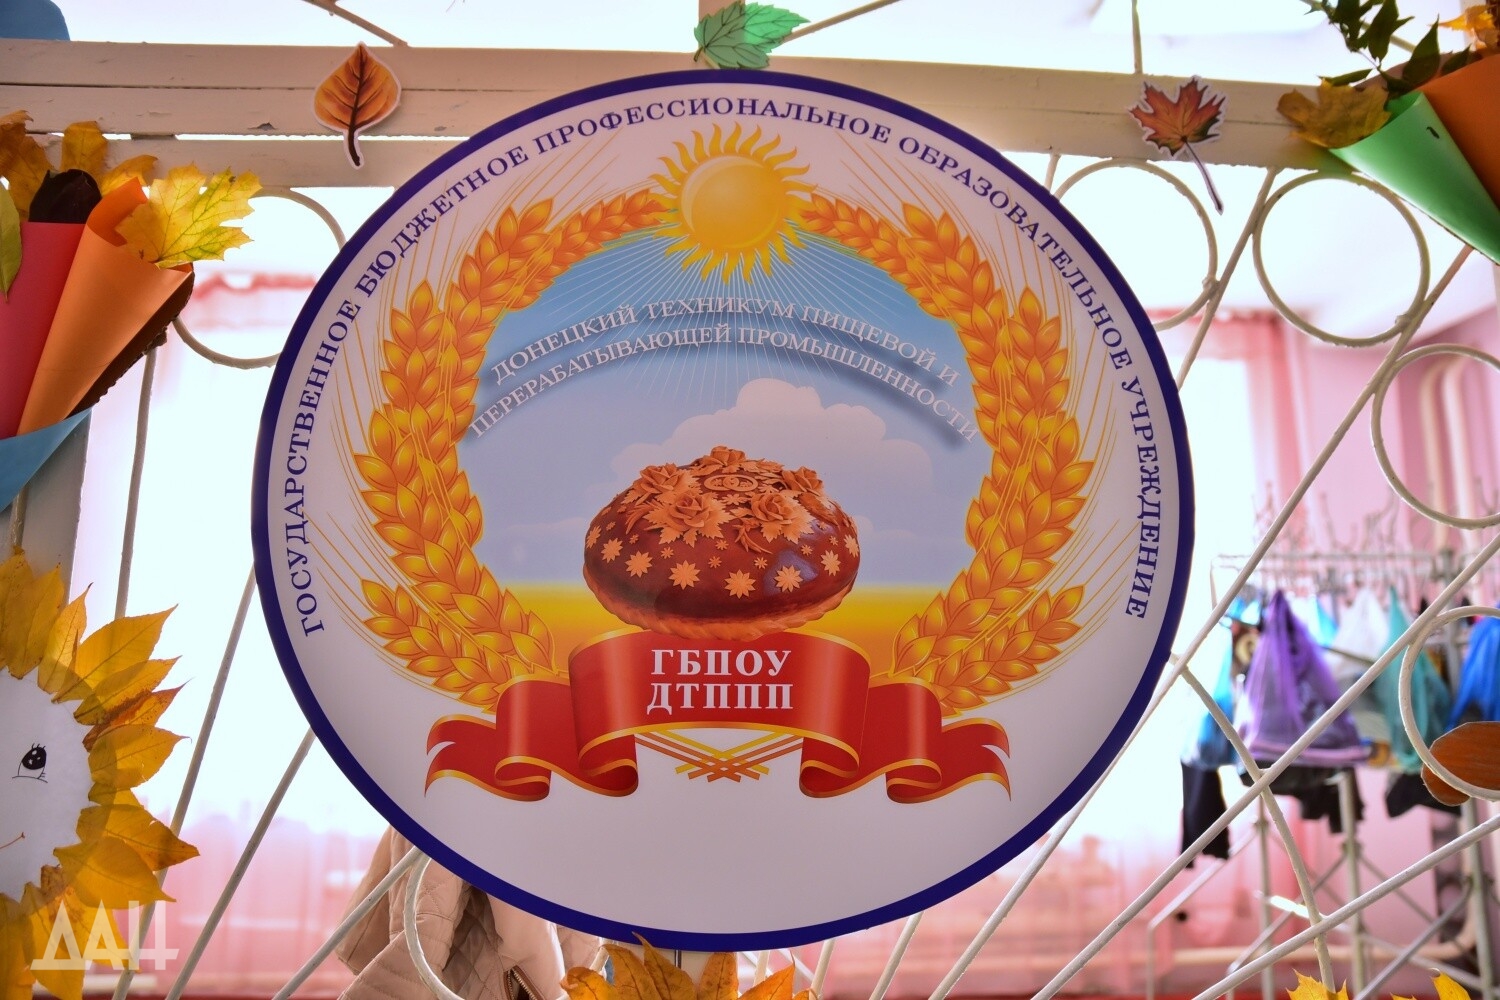 ГОСУДАРСТВЕННОЕ БЮДЖЕТНОЕ ПРОФЕССИОНАЛЬНОЕ ОБРАЗОВАТЕЛЬНОЕ УЧРЕЖДЕНИЕ
ДОНЕЦКИЙ ТЕХНИКУМ ПИЩЕВОЙ И
ПЕРЕРАБАТЫВАЮЩЕЙ ПРОМЫШЛЕННОСТИ
ГБПОУ
ДТППП
ДАН